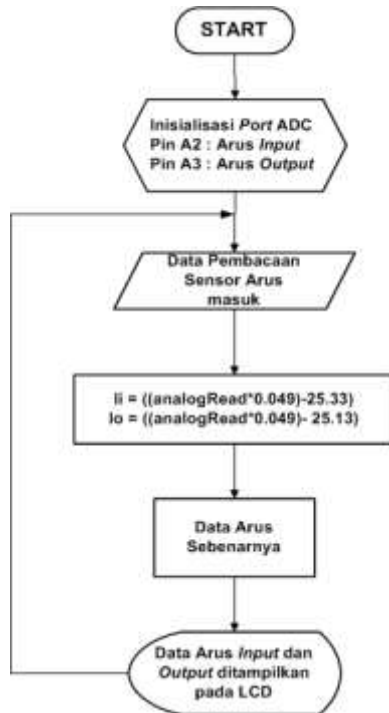 START
Inisialisasi Port ADC
Pin A2 : Arus Input
Pin A3 : Arus Output
Data Pembacaan
Sensor Arus
masuk
Ii = ((analogRead*0.049)-25.33)
Io = ((analogRead*0.049)- 25.13)
Data Arus
Sebenarnya
Data Arus Input dan
Output ditampilkan
pada LCD